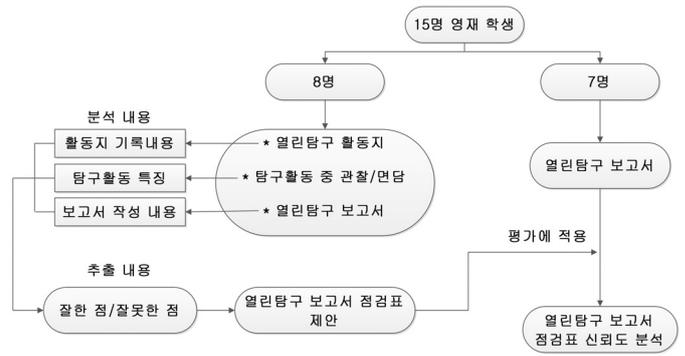 15명 영재 학생
8명
7명
분석 내용
활동지 기록내용
★ 열린탐구 활동지
탐구활동 특징
★ 탐구활동 중 관찰/면담
보고서 작성 내용
★ 열린탐구 보고서
열린탐구 보고서
평가에 적용
추출 내용
잘한 점/잘못한 점
열린탐구 보고서 점검표
제안
열린탐구 보고서
점검표 신뢰도 분석